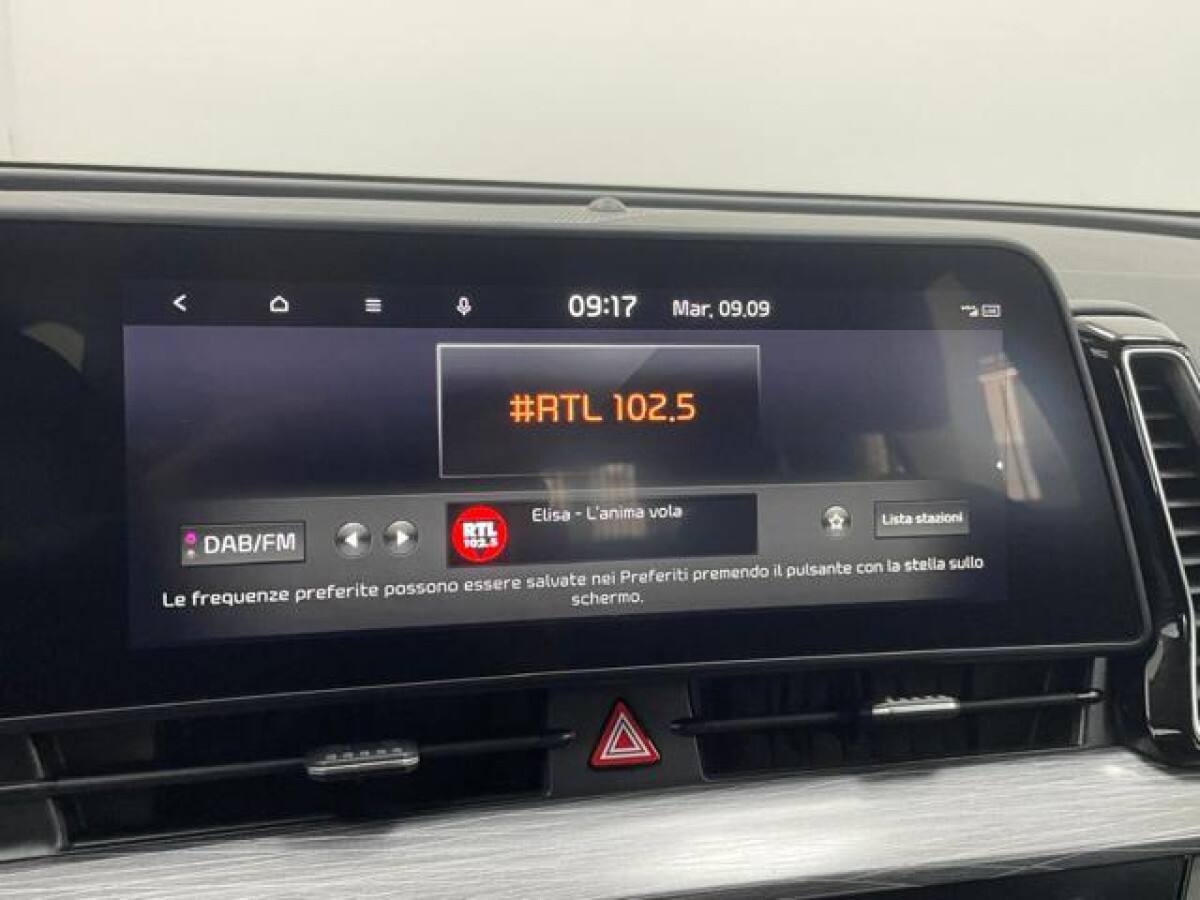 09:17 Mar. 09.09
#RTL 102.5
DAB/FM
RTL
102.5
Elisa - L'anima vola
Lista stazioni
Le frequenze preferite possono essere salvate nei Preferiti premendo il pulsante con la stella sullo
schermo.